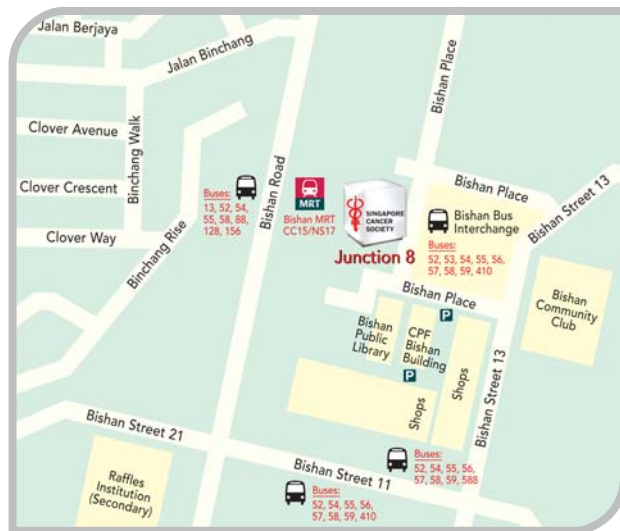 Jalan Berjaya
Jalan Binchang
Clover Avenue
Binchang Walk
Clover Crescent
Clover Way
Binchang Rise
Buses:
13, 52, 54,
55, 58, 88,
128, 156
Bishan Road
MRT
Bishan MRT
CC15/NS17
SINGAPORE
CANCER
SOCIETY
Junction 8
Bishan Place
Bishan Place
Bishan Street 13
Bishan Bus
Interchange
Buses:
52, 53, 54, 55, 56,
57, 58, 59, 410
Bishan Place
Bishan
Community
Club
P
Bishan
Public
Library
CPF
Bishan
Building
P
Shops
Shops
Bishan Street 13
Bishan Street 21
Raffles
Institution
(Secondary)
Bishan Street 11
Buses:
52, 54, 55, 56,
57, 58, 59, 588
Buses:
52, 54, 55, 56,
57, 58, 59, 410